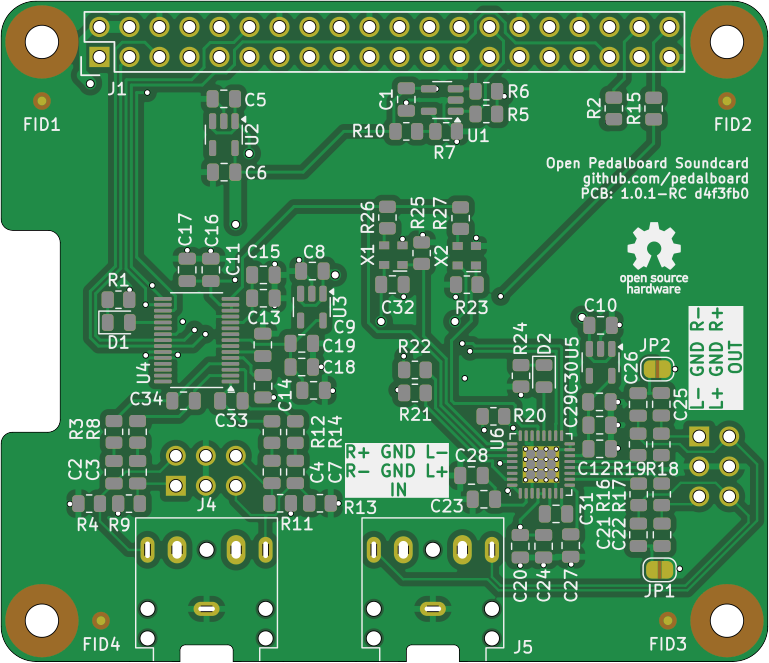 J1
FID1
FID2
C5
U2
C6
C1
R6
R5
U1
R10
R7
R2
R15
Open Pedalboard Soundcard
github.com/pedalboard
PCB: 1.0.1-RC d4f3fb0
C17
C16
C11
C15
C13
C8
U3
C9
R26
R25
R27
X1
X2
C32
R23
open source
hardware
R1
D1
U4
C19
C18
C14
C34
C33
R22
R21
R24
D2
U5
C30
C29
C10
JP2
C26
C25
L- GND R-
L+ GND R+
OUT
R20
U6
C12
R19
R18
R3
R8
C2
C3
R4
R9
J4
R12
R14
C4
C7
R11
R13
R+ GND L-
R- GND L+
IN
C28
C23
C31
C21
R16
C22
R17
C20
C24
C27
JP1
FID4
J5
FID3